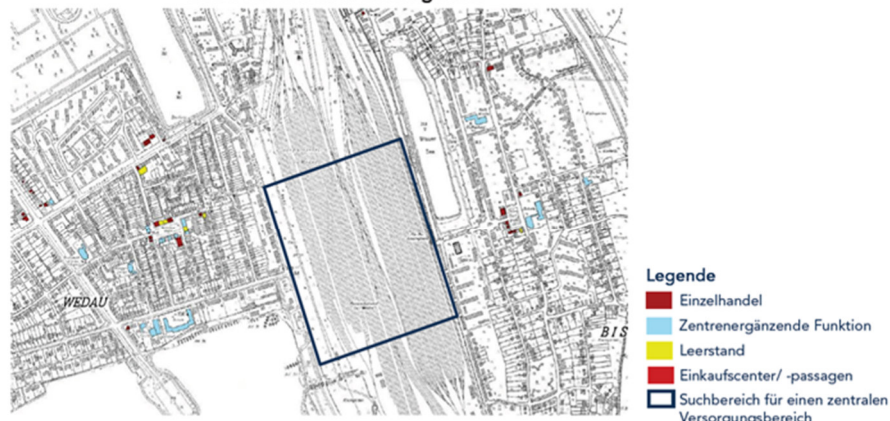 g
WEDAU
BIS
Legende
Einzelhandel
Zentrenergänzende Funktion
Leerstand
Einkaufscenter/ -passagen
Suchbereich für einen zentralen
Versorgungsbereich